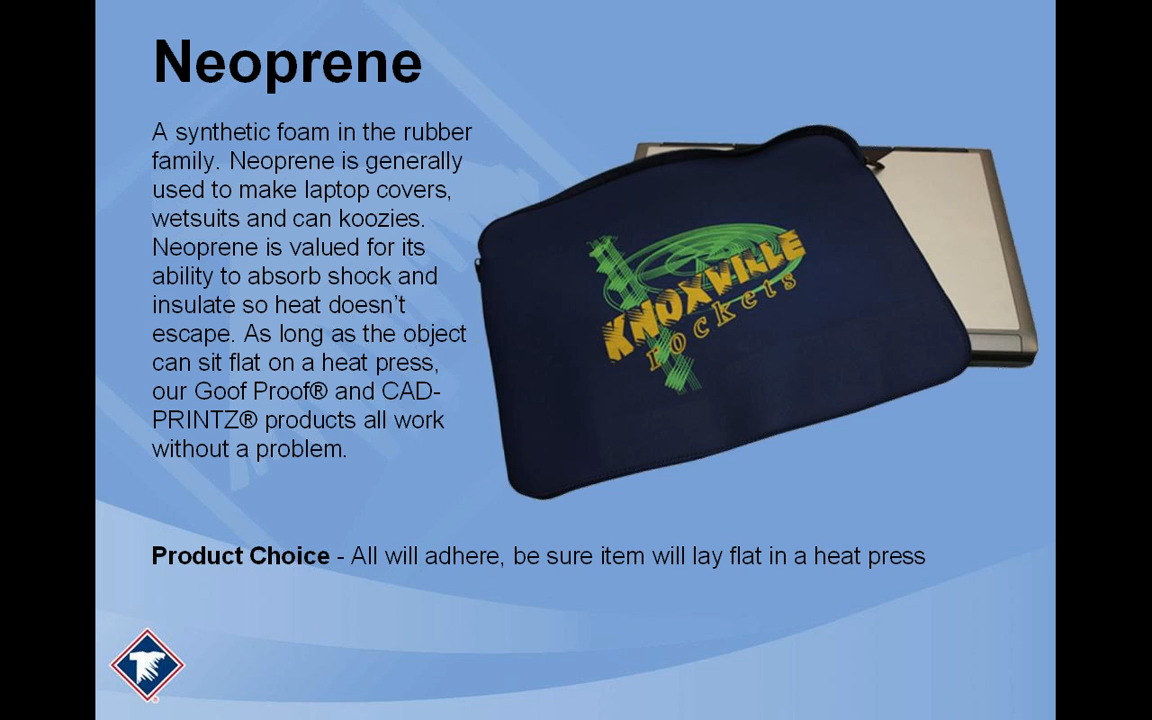 Neoprene
A synthetic foam in the rubber
family. Neoprene is generally
used to make laptop covers,
wetsuits and can koozies.
Neoprene is valued for its
ability to absorb shock and
insulate so heat doesn’t
escape. As long as the object
can sit flat on a heat press,
our Goof Proof® and CAD-
PRINTZ® products all work
without a problem.
KNOXVILLE
rockets
Product Choice - All will adhere, be sure item will lay flat in a heat press